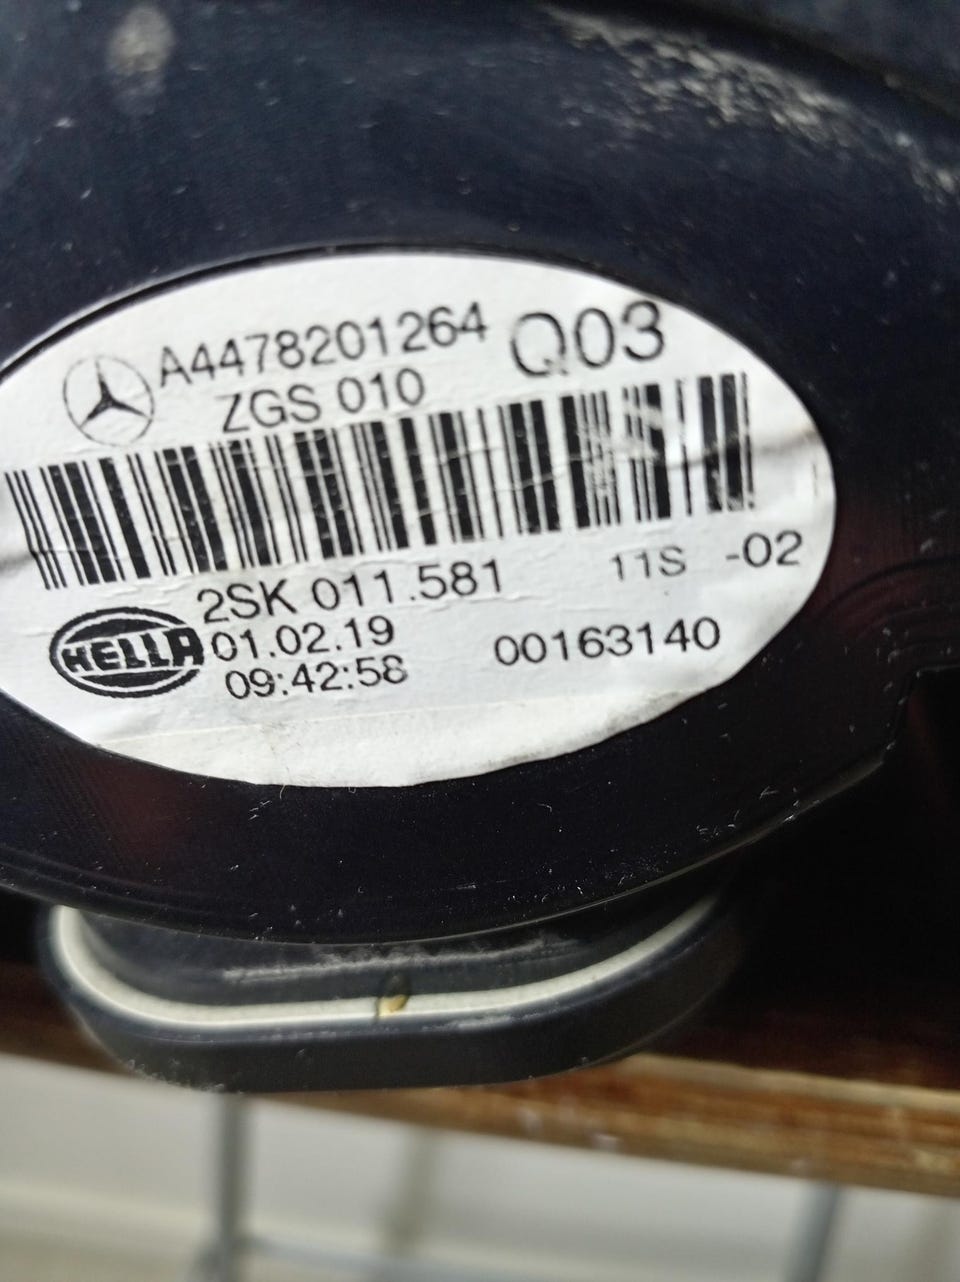 A4478201264 Q03
ZGS 010
2SK 011.581 11S -02
HELLA 01.02.19 00163140
09:42:58